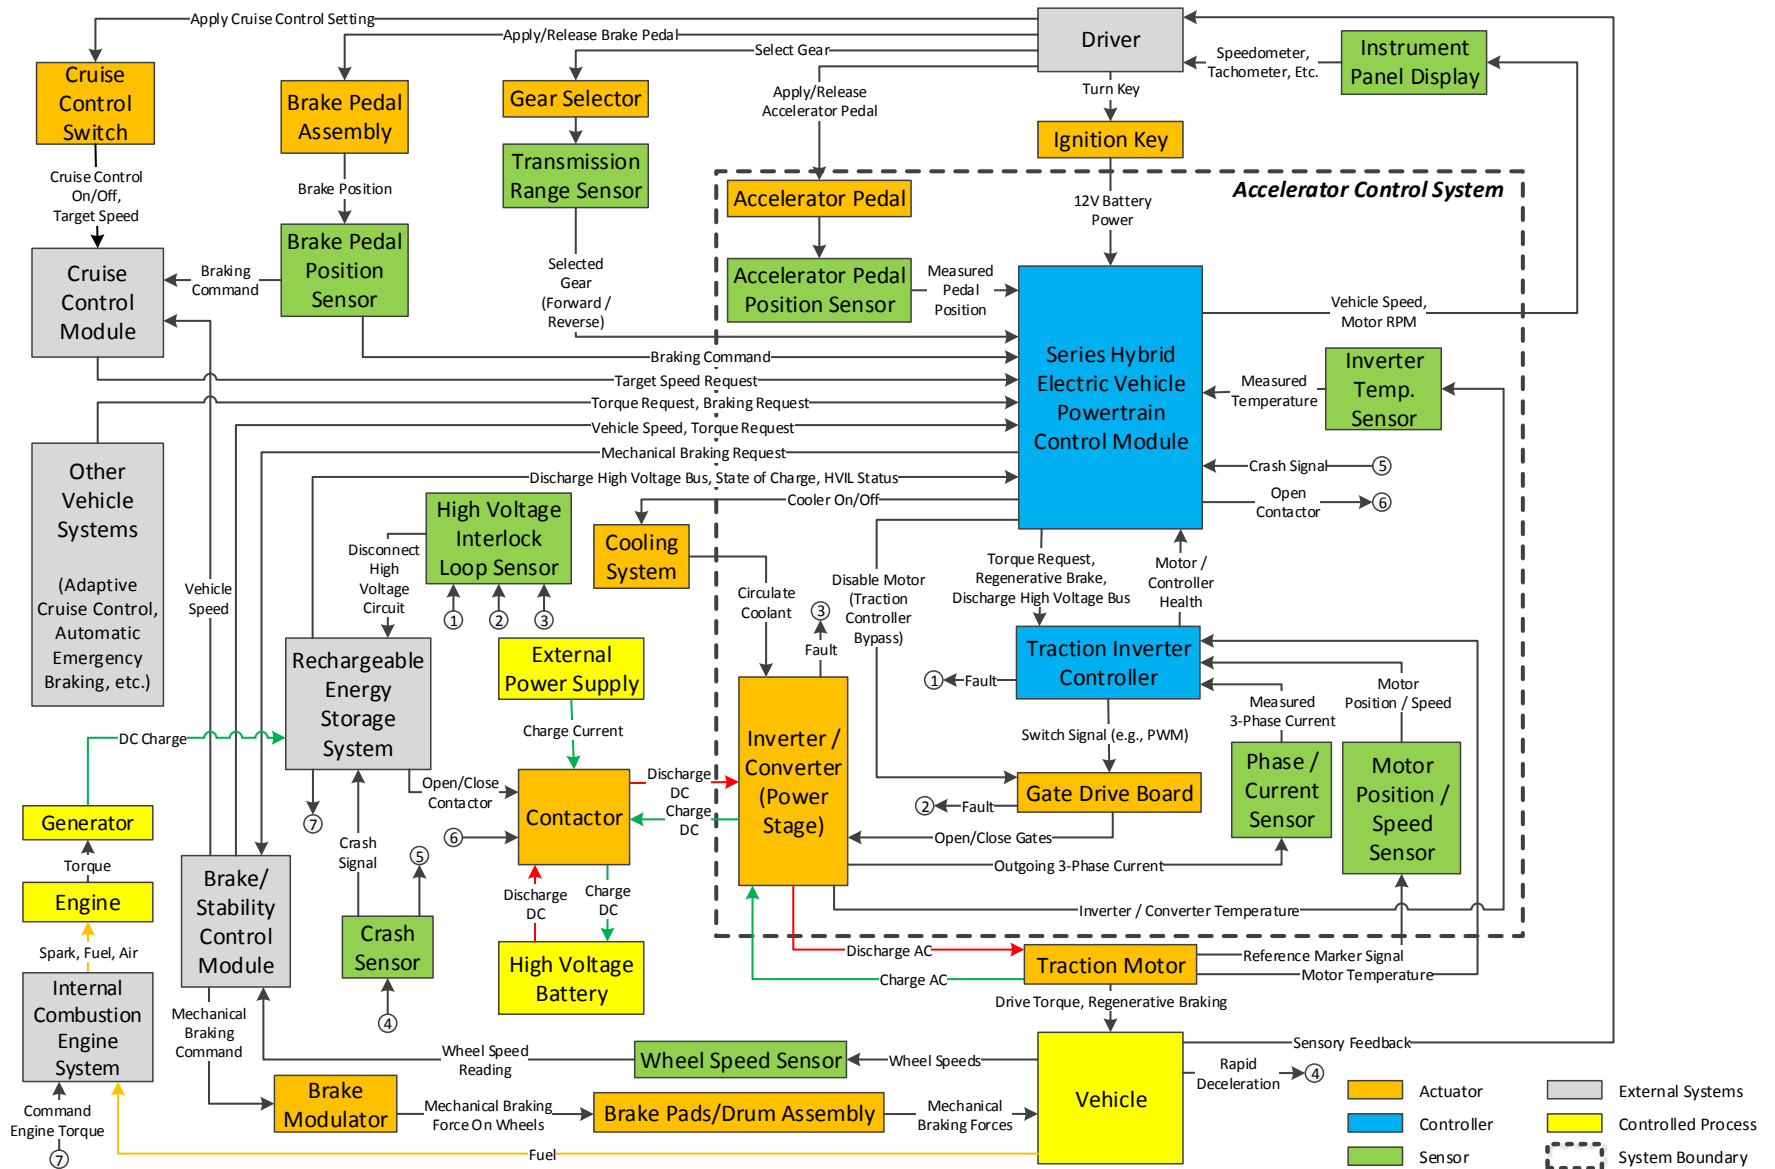 Apply Cruise Control Setting
Apply/Release Brake Pedal
Select Gear
Driver
Speedometer,
Tachometer, Etc.
Instrument
Panel Display
Cruise
Control
Switch
Brake Pedal
Assembly
Gear Selector
Apply/Release
Accelerator Pedal
Turn Key
Ignition Key
Cruise Control
On/Off,
Target Speed
Brake Position
Transmission
Range Sensor
Accelerator Control System
Accelerator Pedal
12V Battery
Power
Cruise
Control
Module
Braking
Command
Brake Pedal
Position
Sensor
Selected
Gear
(Forward /
Reverse)
Accelerator Pedal
Position Sensor
Measured
Pedal
Position
Series Hybrid
Electric Vehicle
Powertrain
Control Module
Vehicle Speed,
Motor RPM
Braking Command
Target Speed Request
Torque Request, Braking Request
Vehicle Speed, Torque Request
Mechanical Braking Request
Discharge High Voltage Bus, State of Charge, HVIL Status
Cooler On/Off
Measured
Temperature
Inverter
Temp.
Sensor
Crash Signal
5
Open
Contactor
6
Other
Vehicle
Systems
(Adaptive
Cruise Control,
Automatic
Emergency
Braking, etc.)
Vehicle
Speed
Disconnect
High
Voltage
Circuit
High Voltage
Interlock
Loop Sensor
1
2
3
Cooling
System
Circulate
Coolant
3
Fault
Disable Motor
(Traction
Controller
Bypass)
Torque Request,
Regenerative Brake,
Discharge High Voltage Bus
Motor /
Controller
Health
Rechargeable
Energy
Storage
System
External
Power Supply
Charge Current
Traction Inverter
Controller
1
Fault
Motor
Position / Speed
Measured
3-Phase Current
Switch Signal (e.g., PWM)
DC Charge
Inverter /
Converter
(Power
Stage)
Phase /
Current
Sensor
Motor
Position /
Speed
Sensor
Open/Close
Contactor
Contactor
Discharge
DC
Charge
DC
Gate Drive Board
2
Fault
Open/Close Gates
Outgoing 3-Phase Current
Inverter / Converter Temperature
Generator
Torque
Engine
Spark, Fuel, Air
7
Crash
Signal
5
6
Discharge
DC
Charge
DC
Brake/
Stability
Control
Module
Crash
Sensor
4
High Voltage
Battery
Discharge AC
Charge AC
Traction Motor
Reference Marker Signal
Motor Temperature
Drive Torque, Regenerative Braking
Internal
Combustion
Engine
System
Mechanical
Braking
Command
Wheel Speed
Reading
Wheel Speed Sensor
Wheel Speeds
Vehicle
Sensory Feedback
Rapid
Deceleration
4
Command
Engine Torque
7
Brake
Modulator
Mechanical Braking
Force On Wheels
Brake Pads/Drum Assembly
Mechanical
Braking Forces
Fuel
Actuator
Controller
Sensor
External Systems
Controlled Process
System Boundary